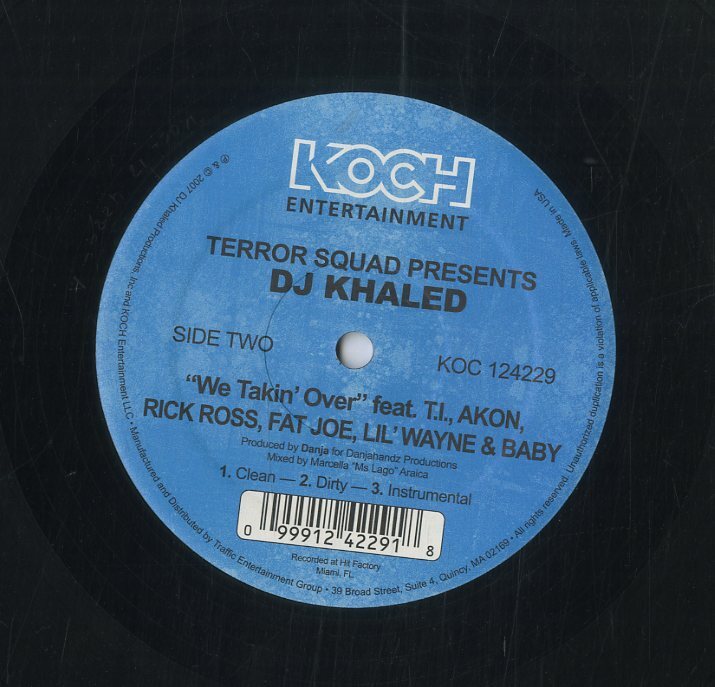 KOCH
ENTERTAINMENT
TERROR SQUAD PRESENTS
DJ KHALED
SIDE TWO
KOC 124229
“We Takin’ Over” feat. T.I., AKON,
RICK ROSS, FAT JOE, LIL’ WAYNE & BABY
Produced by Danja for Danjahandz Productions
Mixed by Marcella “Ms Lago” Araica
1. Clean — 2. Dirty — 3. Instrumental
0 99912 42291 8
Recorded at Hit Factory
Miami, FL
℗ & © 2007 DJ Khaled Productions, Inc and KOCH Entertainment LLC • Manufactured and Distributed by Traffic Entertainment Group • 39 Broad Street, Suite 4, Quincy, MA 02169 • All rights reserved. Unauthorized duplication is a violation of applicable laws. Made in USA